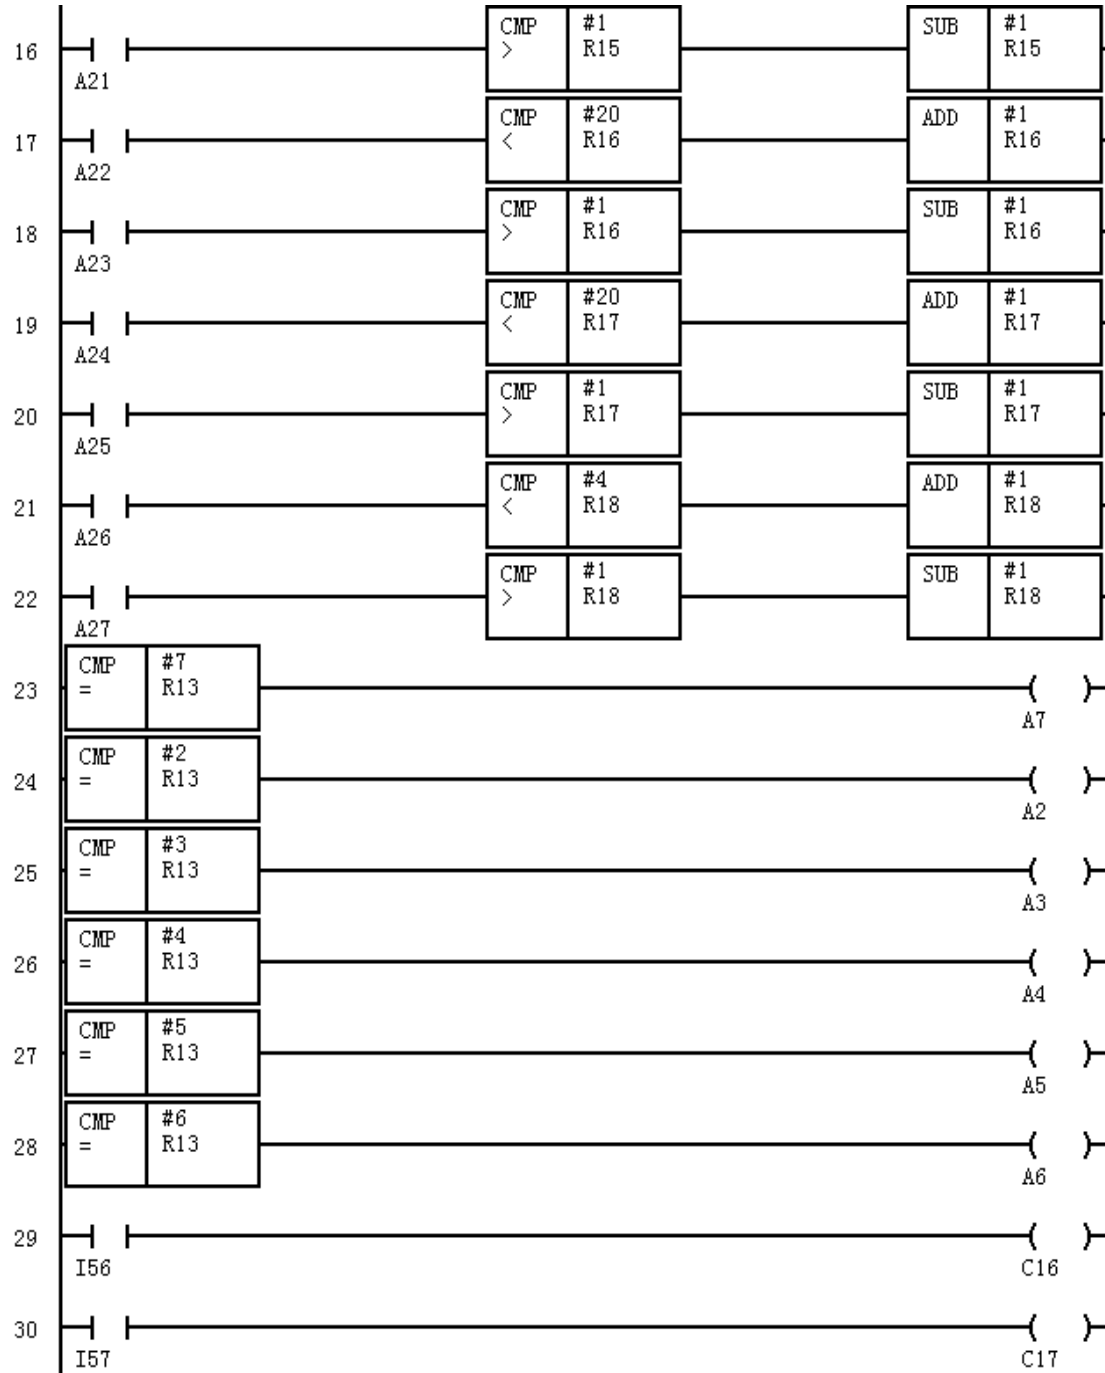 CMP #1 SUB #1
16 > R15 R15
A21
CMP #20 ADD #1
17 < R16 R16
A22
CMP #1 SUB #1
18 > R16 R16
A23
CMP #20 ADD #1
19 < R17 R17
A24
CMP #1 SUB #1
20 > R17 R17
A25
CMP #4 ADD #1
21 < R18 R18
A26
CMP #1 SUB #1
22 > R18 R18
A27
CMP #7
23 = R13 ( )
A7
CMP #2
24 = R13 ( )
A2
CMP #3
25 = R13 ( )
A3
CMP #4
26 = R13 ( )
A4
CMP #5
27 = R13 ( )
A5
CMP #6
28 = R13 ( )
A6
29 ( )
I56 C16
30 ( )
I57 C17